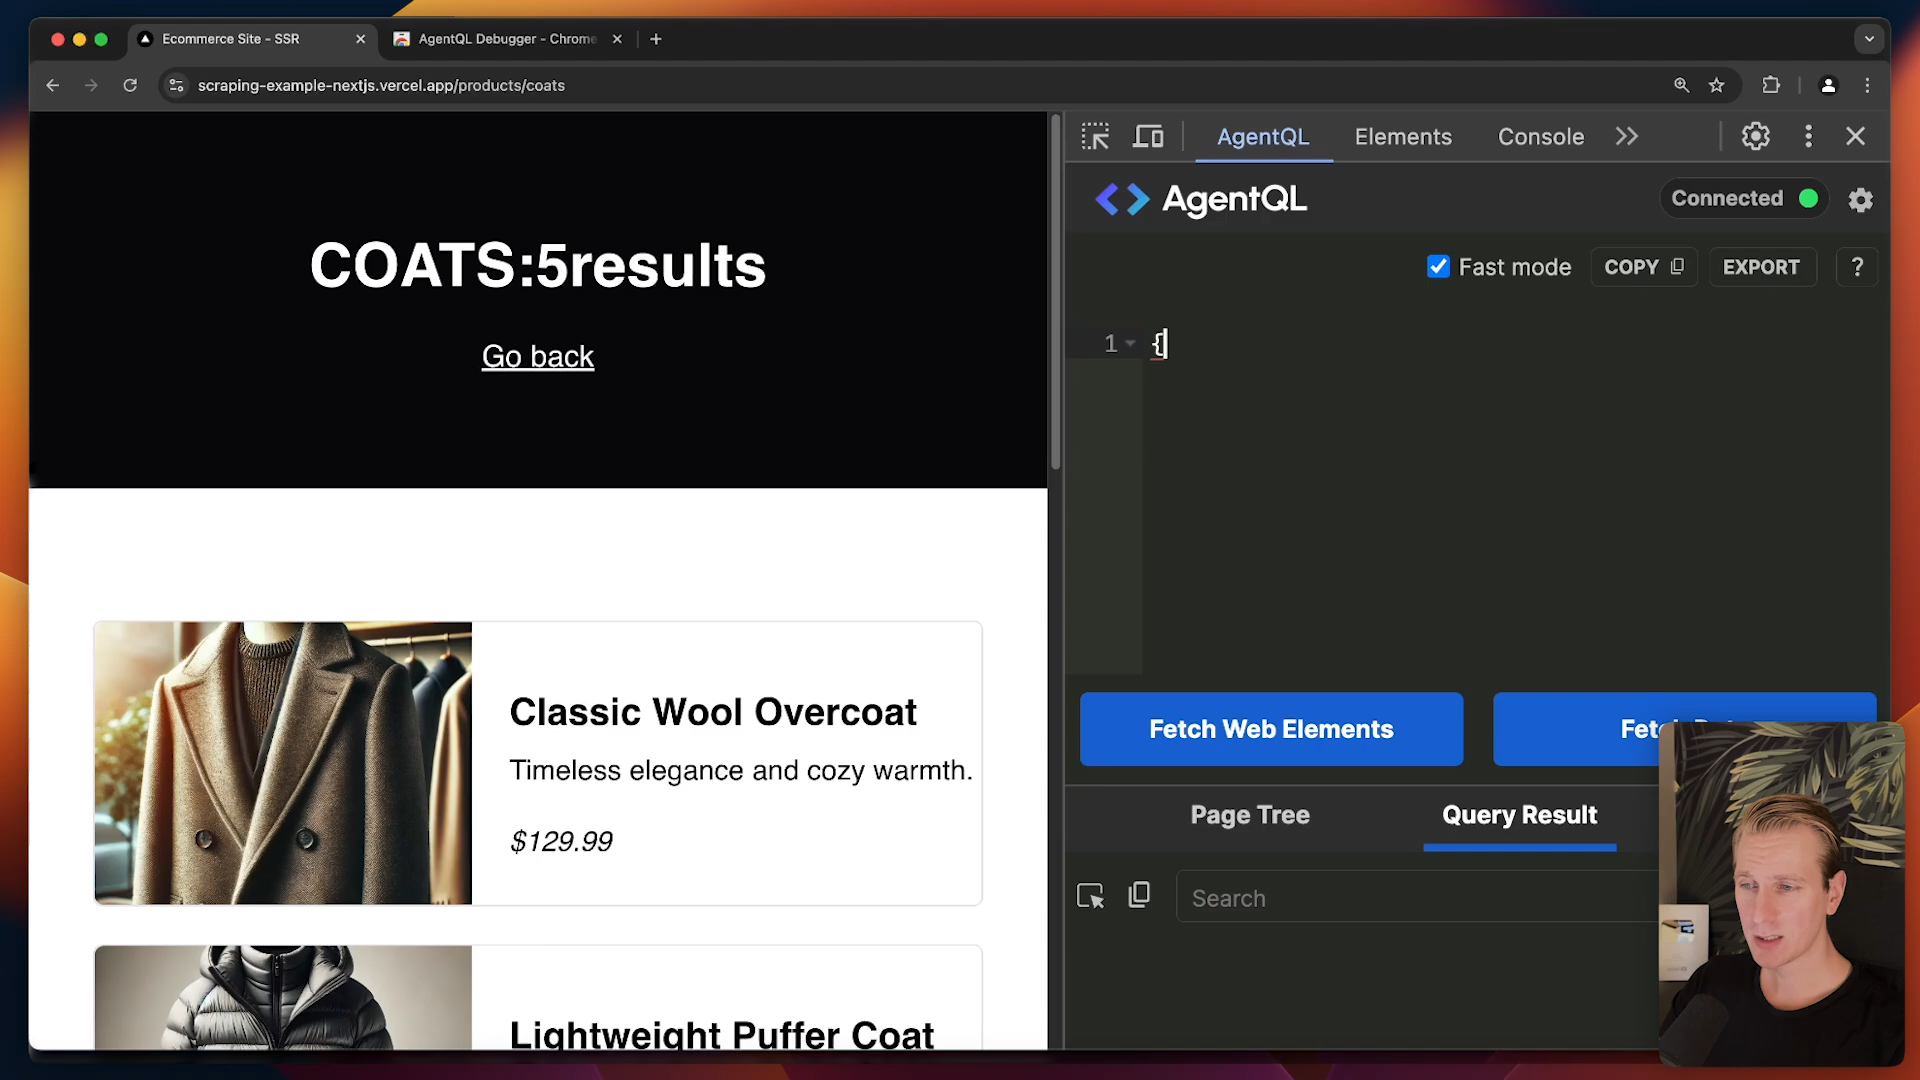 Ecommerce Site - SSR
AgentQL Debugger - Chrome
scraping-example-nextjs.vercel.app/products/coats
COATS:5results
Go back
Classic Wool Overcoat
Timeless elegance and cozy warmth.
$129.99
Lightweight Puffer Coat
AgentQL
Elements
Console
AgentQL
Connected
Fast mode
COPY
EXPORT
?
1
{
Fetch Web Elements
Page Tree
Query Result
Search